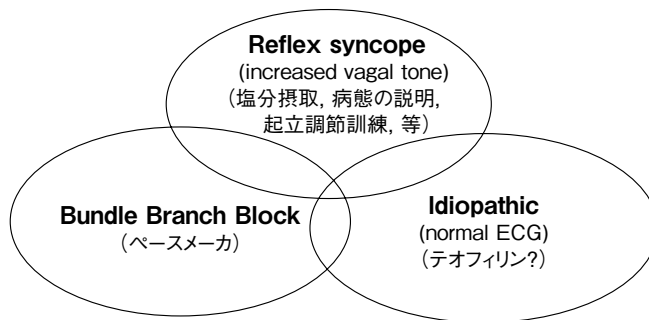 Reflex syncope
(increased vagal tone)
(塩分摂取, 病態の説明,
起立調節訓練, 等)
Bundle Branch Block
(ペースメーカ)
Idiopathic
(normal ECG)
(テオフィリン?)